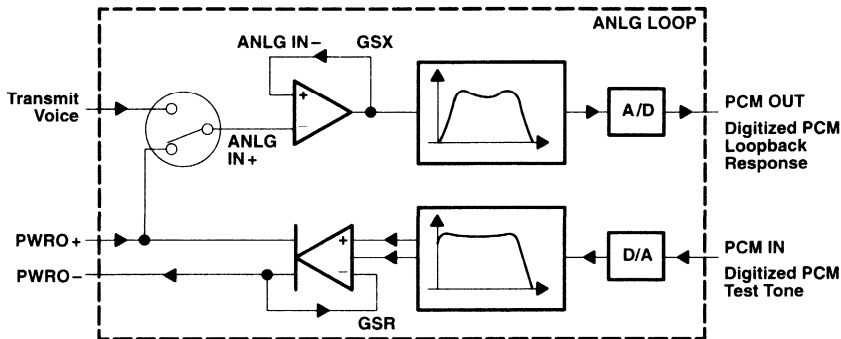 ANLG LOOP
ANLG IN−
GSX
Transmit
Voice
+
−
ANLG
IN+
A/D
PCM OUT
Digitized PCM
Loopback
Response
PWRO+
PWRO−
+
−
GSR
D/A
PCM IN
Digitized PCM
Test Tone